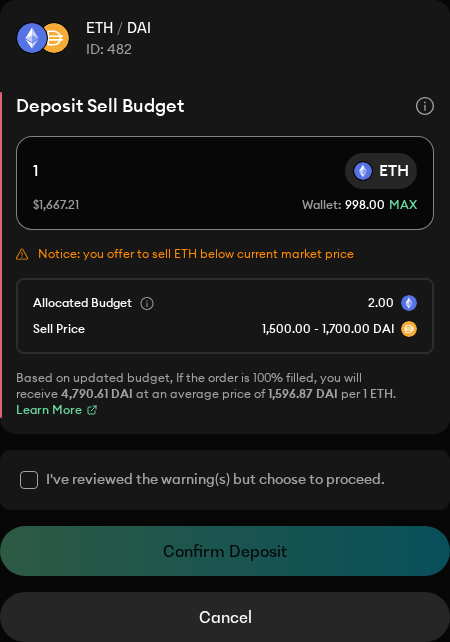 ETH / DAI
ID: 482
Deposit Sell Budget
1
ETH
$1,667.21
Wallet: 998.00 MAX
Notice: you offer to sell ETH below current market price
Allocated Budget
2.00
Sell Price
1,500.00 - 1,700.00 DAI
Based on updated budget, If the order is 100% filled, you will
receive 4,790.61 DAI at an average price of 1,596.87 DAI per 1 ETH.
Learn More
I've reviewed the warning(s) but choose to proceed.
Confirm Deposit
Cancel